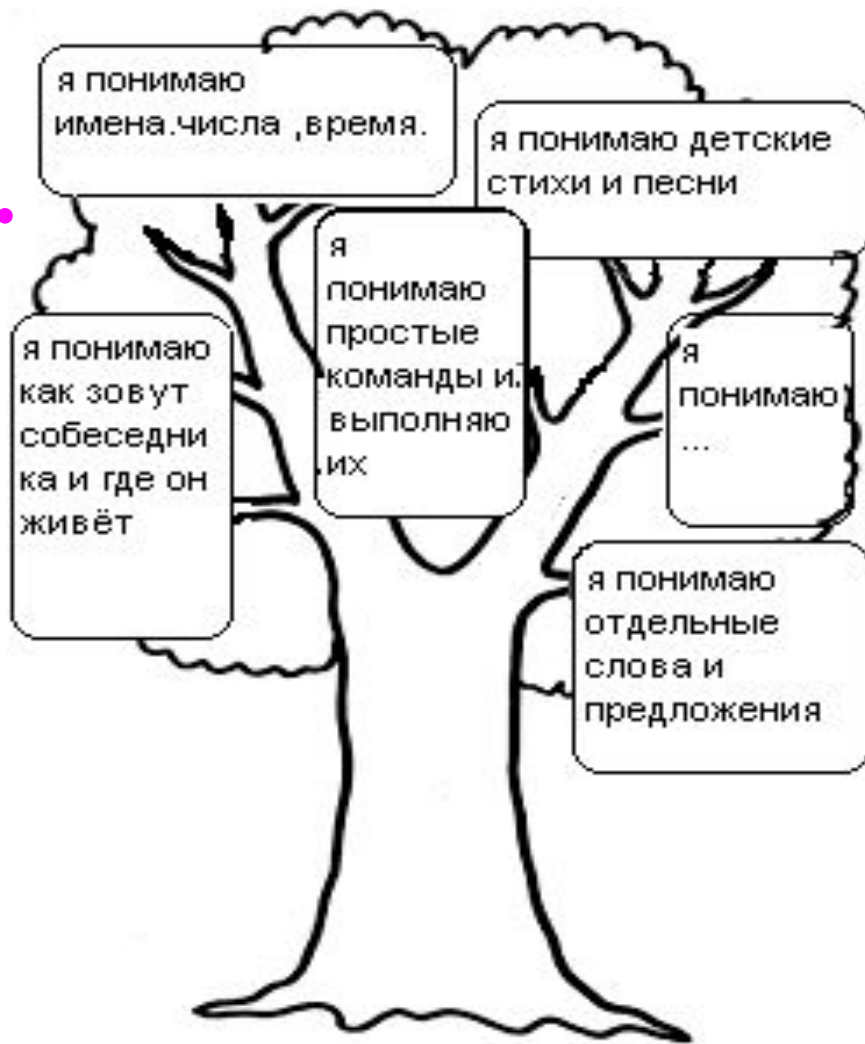 я понимаю
имена.числа ,время.
я понимаю детские
стихи и песни
я
понимаю
простые
команды и.
выполняю
.их
я понимаю
как зовут
собеседни
ка и где он
живёт
я
понимаю
...
я понимаю
отдельные
слова и
предложения